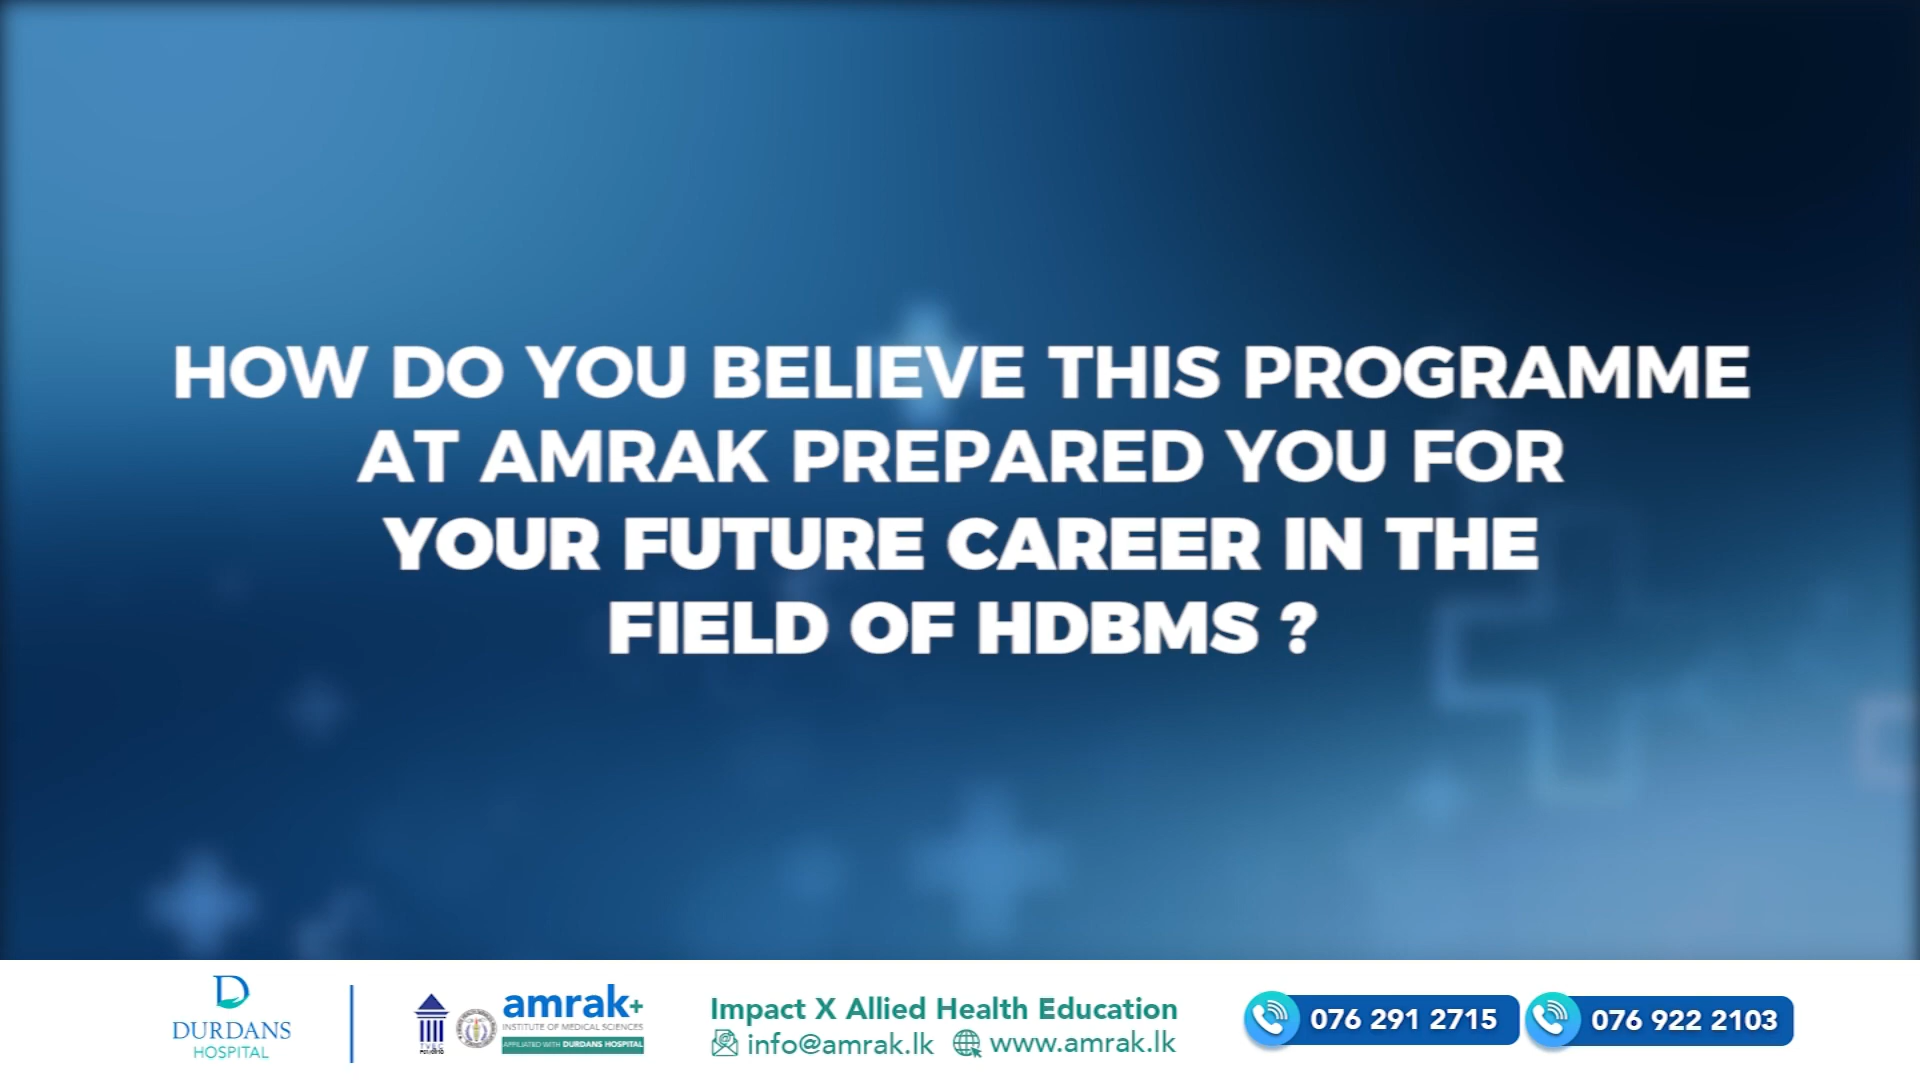 HOW DO YOU BELIEVE THIS PROGRAMME
AT AMRAK PREPARED YOU FOR
YOUR FUTURE CAREER IN THE
FIELD OF HDBMS ?
D
DURDANS
HOSPITAL
TVEC
amrak+
INSTITUTE OF MEDICAL SCIENCES
AFFILIATED WITH DURDANS HOSPITAL
Impact X Allied Health Education
info@amrak.lk www.amrak.lk
076 291 2715
076 922 2103